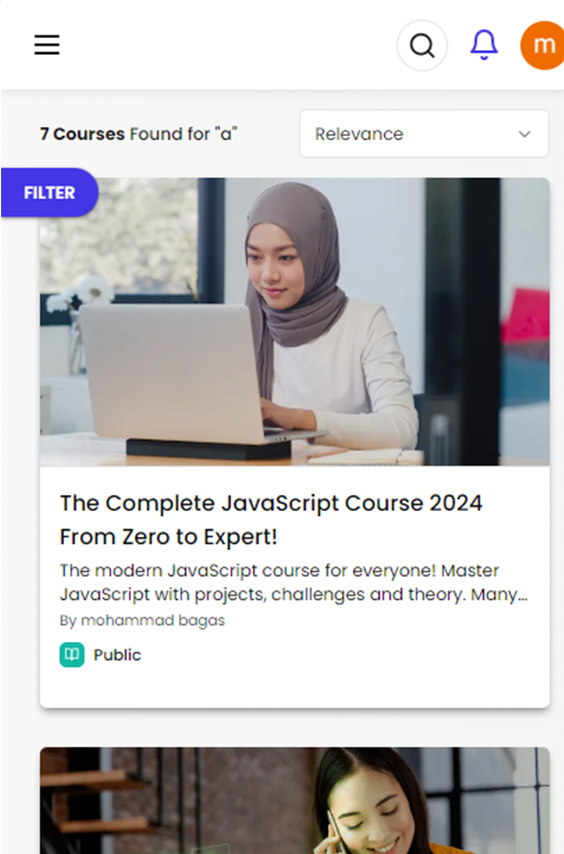 m
7 Courses Found for "a"
Relevance
FILTER
The Complete JavaScript Course 2024
From Zero to Expert!
The modern JavaScript course for everyone! Master
JavaScript with projects, challenges and theory. Many...
By mohammad bagas
Public